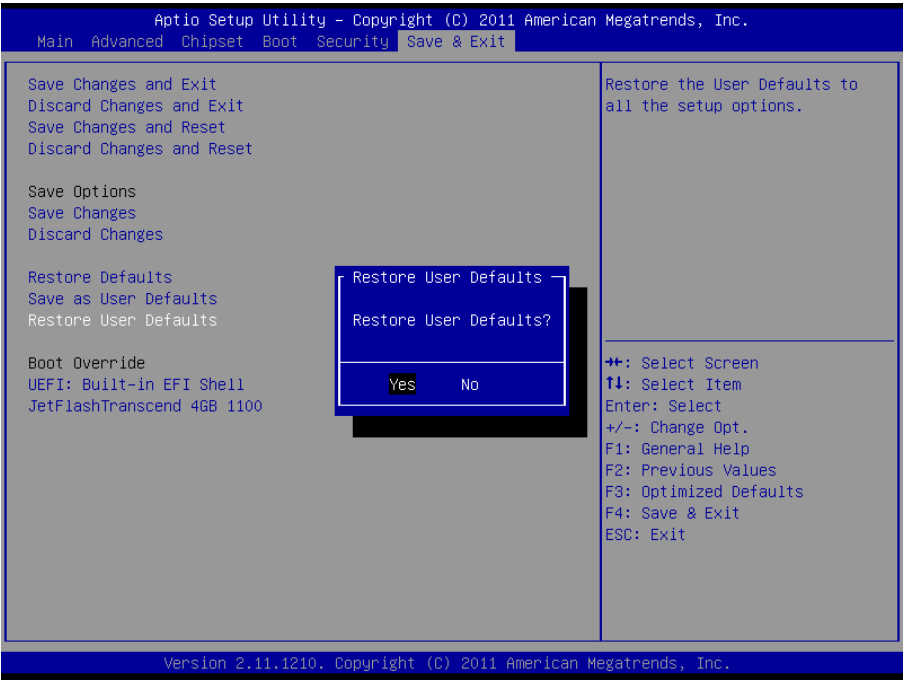 Aptio Setup Utility – Copyright (C) 2011 American Megatrends, Inc.
Main Advanced Chipset Boot Security Save & Exit
Save Changes and Exit
Discard Changes and Exit
Save Changes and Reset
Discard Changes and Reset
Save Options
Save Changes
Discard Changes
Restore Defaults
Save as User Defaults
Restore User Defaults
Boot Override
UEFI: Built-in EFI Shell
JetFlashTranscend 4GB 1100
Restore User Defaults
Restore User Defaults?
Yes No
Restore the User Defaults to
all the setup options.
→←: Select Screen
↑↓: Select Item
Enter: Select
+/-: Change Opt.
F1: General Help
F2: Previous Values
F3: Optimized Defaults
F4: Save & Exit
ESC: Exit
Version 2.11.1210. Copyright (C) 2011 American Megatrends, Inc.